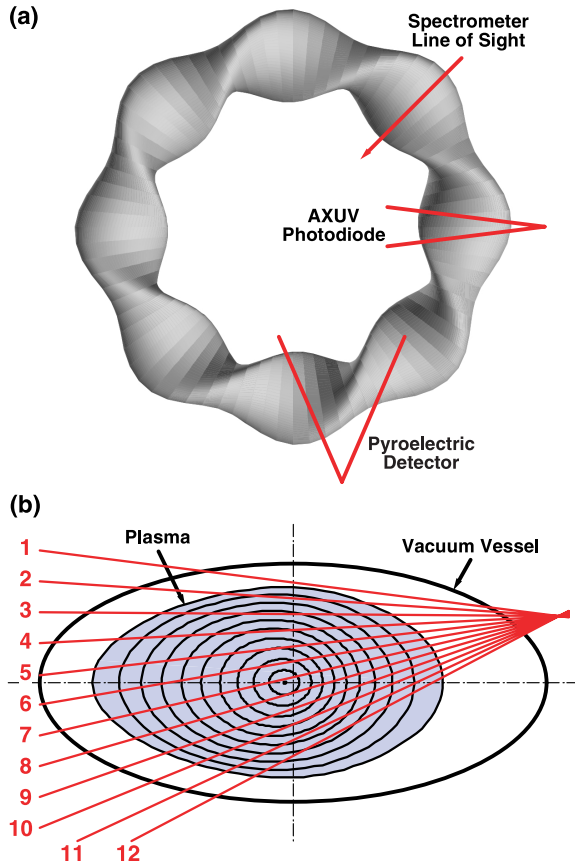 (a)
Spectrometer
Line of Sight
AXUV
Photodiode
Pyroelectric
Detector
(b)
Plasma
Vacuum Vessel
1
2
3
4
5
6
7
8
9
10
11 12